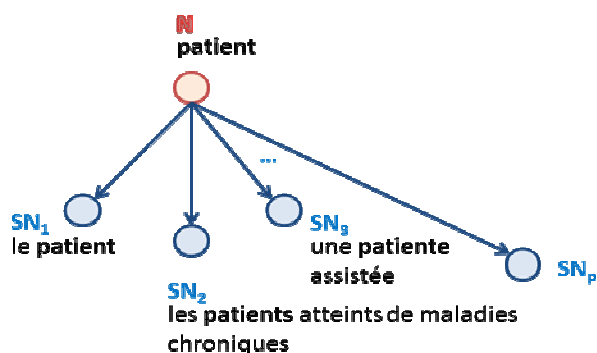 N
patient
...
SN1
le patient
SN3
une patiente
assistée
SNp
SN2
les patients atteints de maladies
chroniques